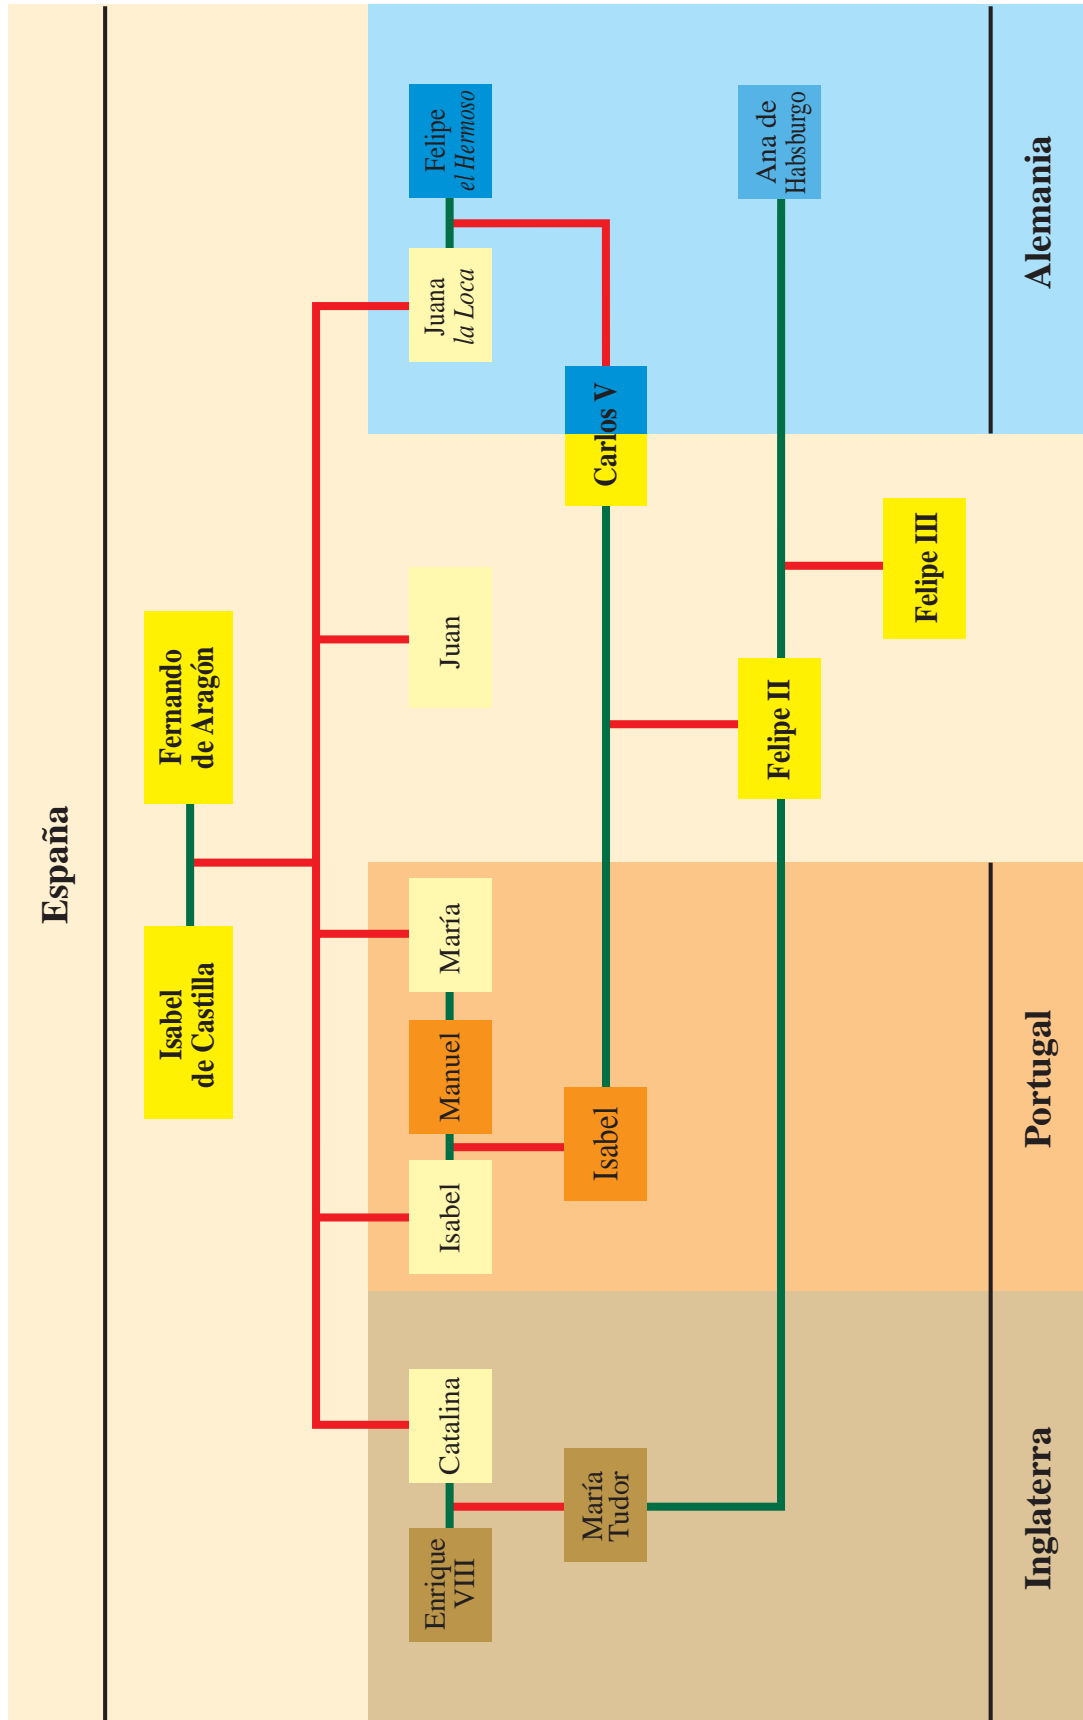 España
Isabel
de Castilla
Fernando
de Aragón
Enrique
VIII
Catalina
Isabel
Manuel
María
Juan
Juana
la Loca
Felipe
el Hermoso
María
Tudor
Isabel
Carlos V
Felipe II
Ana de
Habsburgo
Felipe III
Inglaterra
Portugal
Alemania